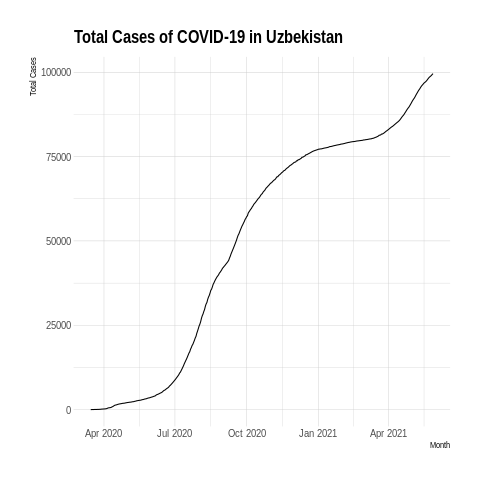 Total Cases of COVID-19 in Uzbekistan
Total Cases
100000
75000
50000
25000
0
Apr 2020 Jul 2020 Oct 2020 Jan 2021 Apr 2021
Month